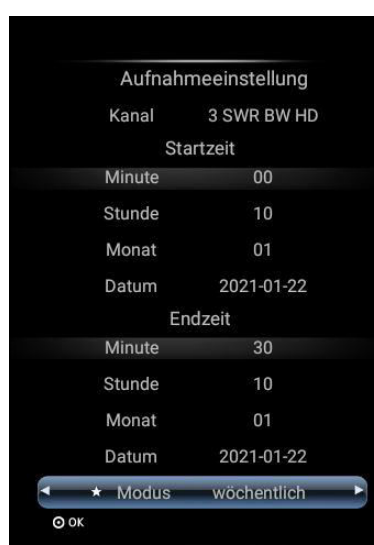 Aufnahmeeinstellung
Kanal 3 SWR BW HD
Startzeit
Minute 00
Stunde 10
Monat 01
Datum 2021-01-22
Endzeit
Minute 30
Stunde 10
Monat 01
Datum 2021-01-22
★ Modus wöchentlich
OK